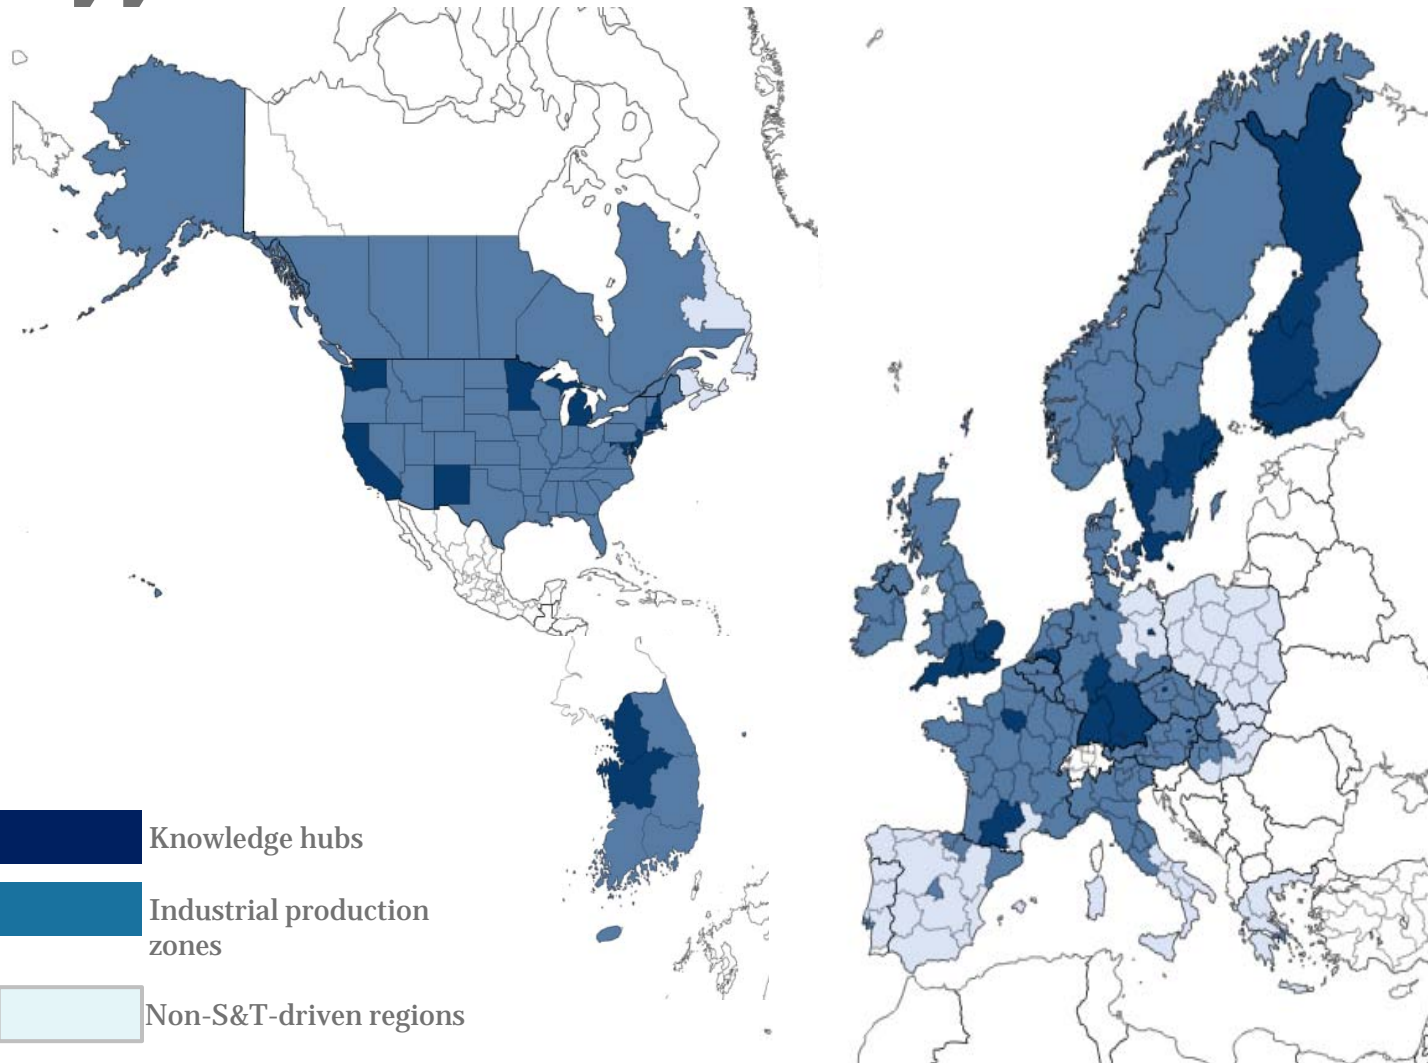 Knowledge hubs
Industrial production
zones
Non-S&T-driven regions